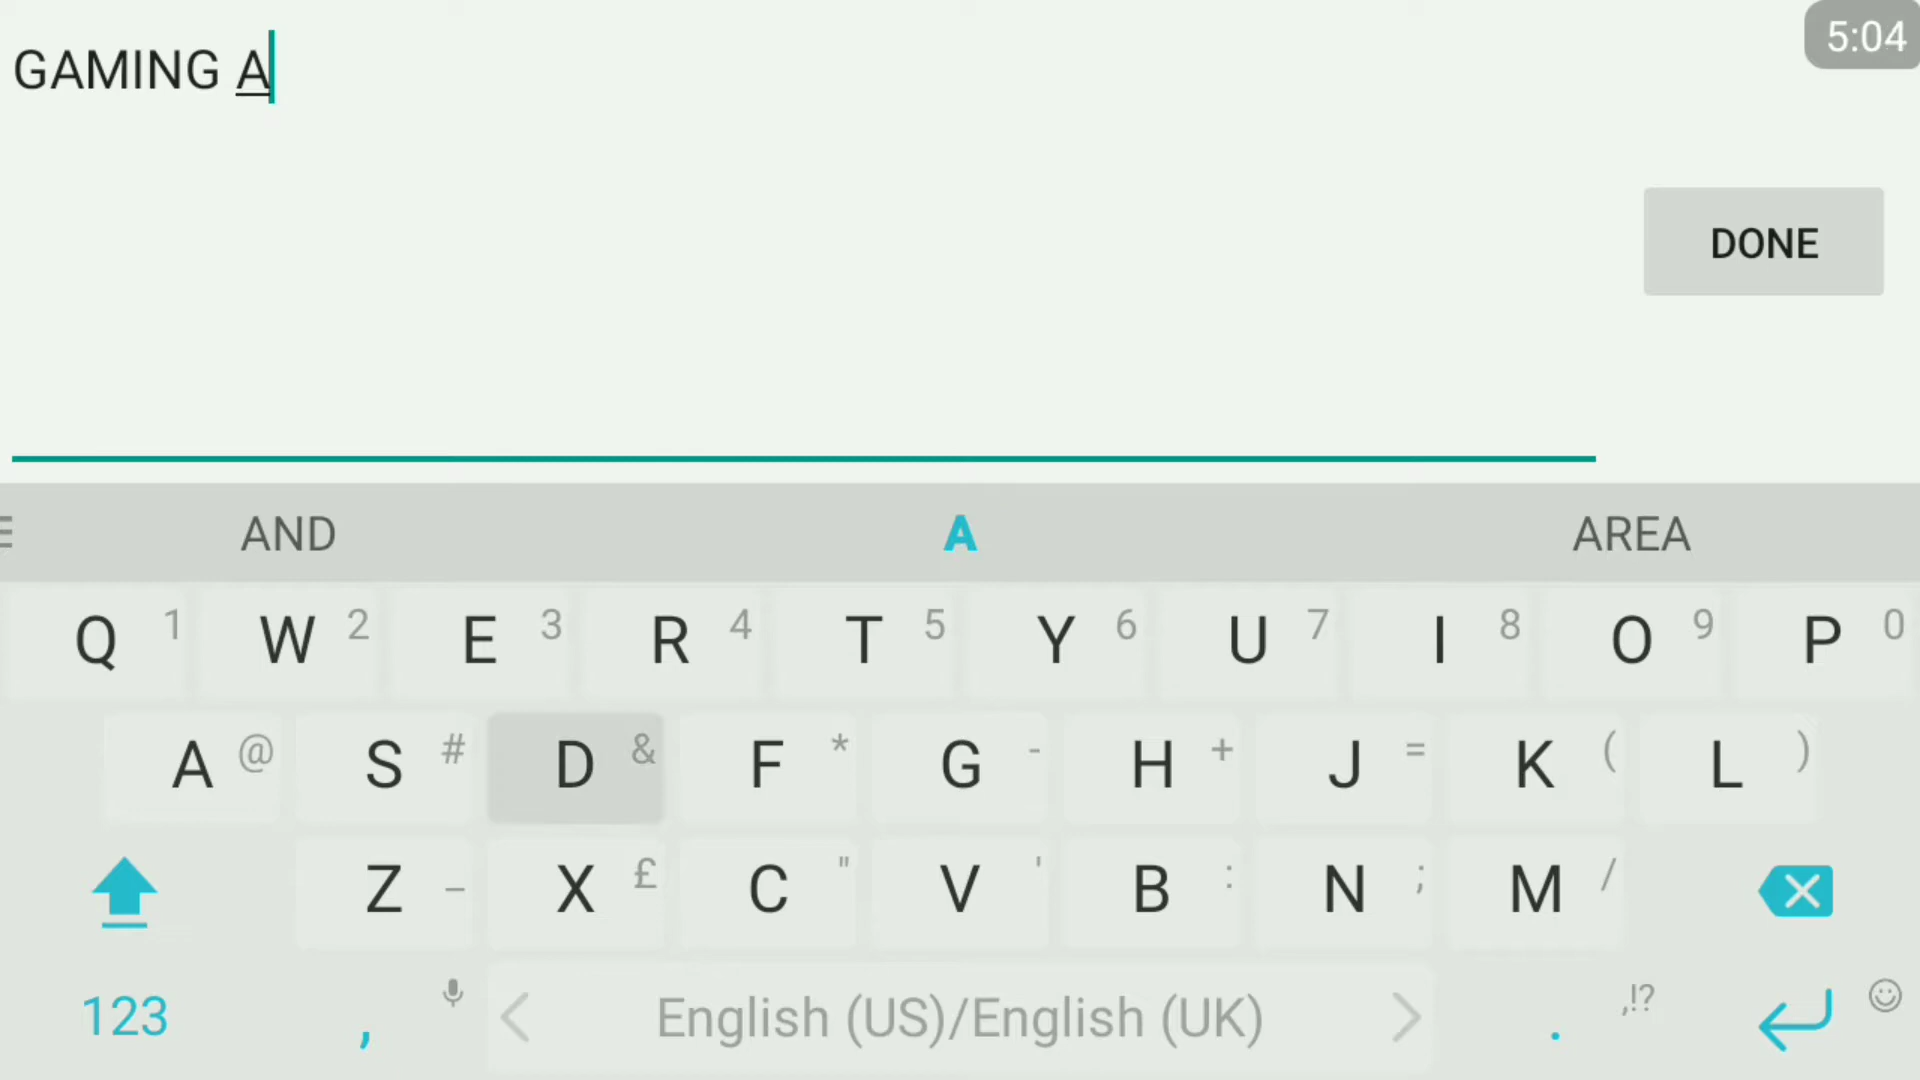 GAMING A
5:04
DONE
AND A AREA
Q 1 W 2 E 3 R 4 T 5 Y 6 U 7 I 8 O 9 P 0
A @ S # D & F * G - H + J = K ( L )
Z _ X £ C " V ' B : N ; M /
123 , < English (US)/English (UK) > . ,!?